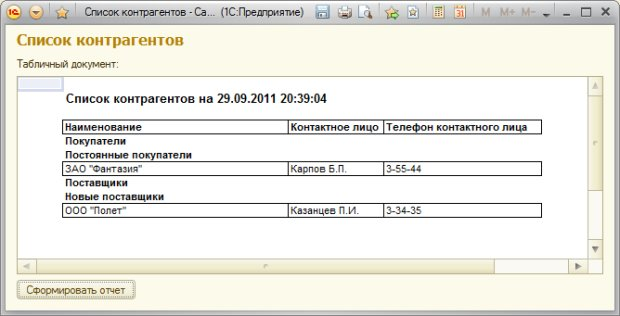 Список контрагентов - Са... (1С:Предприятие)
M M+ M-
Список контрагентов
Табличный документ:
Список контрагентов на 29.09.2011 20:39:04
Наименование Контактное лицо Телефон контактного лица
Покупатели
Постоянные покупатели
ЗАО "Фантазия" Карпов Б.П. 3-55-44
Поставщики
Новые поставщики
ООО "Полет" Казанцев П.И. 3-34-35
Сформировать отчет